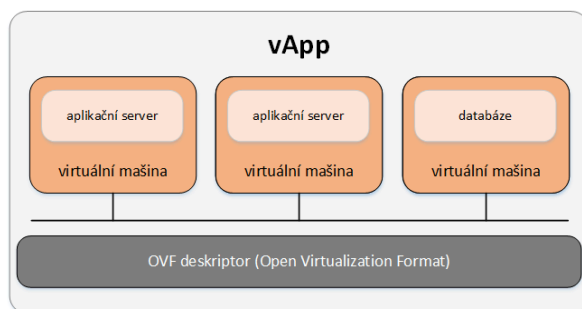 vApp
aplikační server
aplikační server
databáze
virtuální mašina
virtuální mašina
virtuální mašina
OVF deskriptor (Open Virtualization Format)